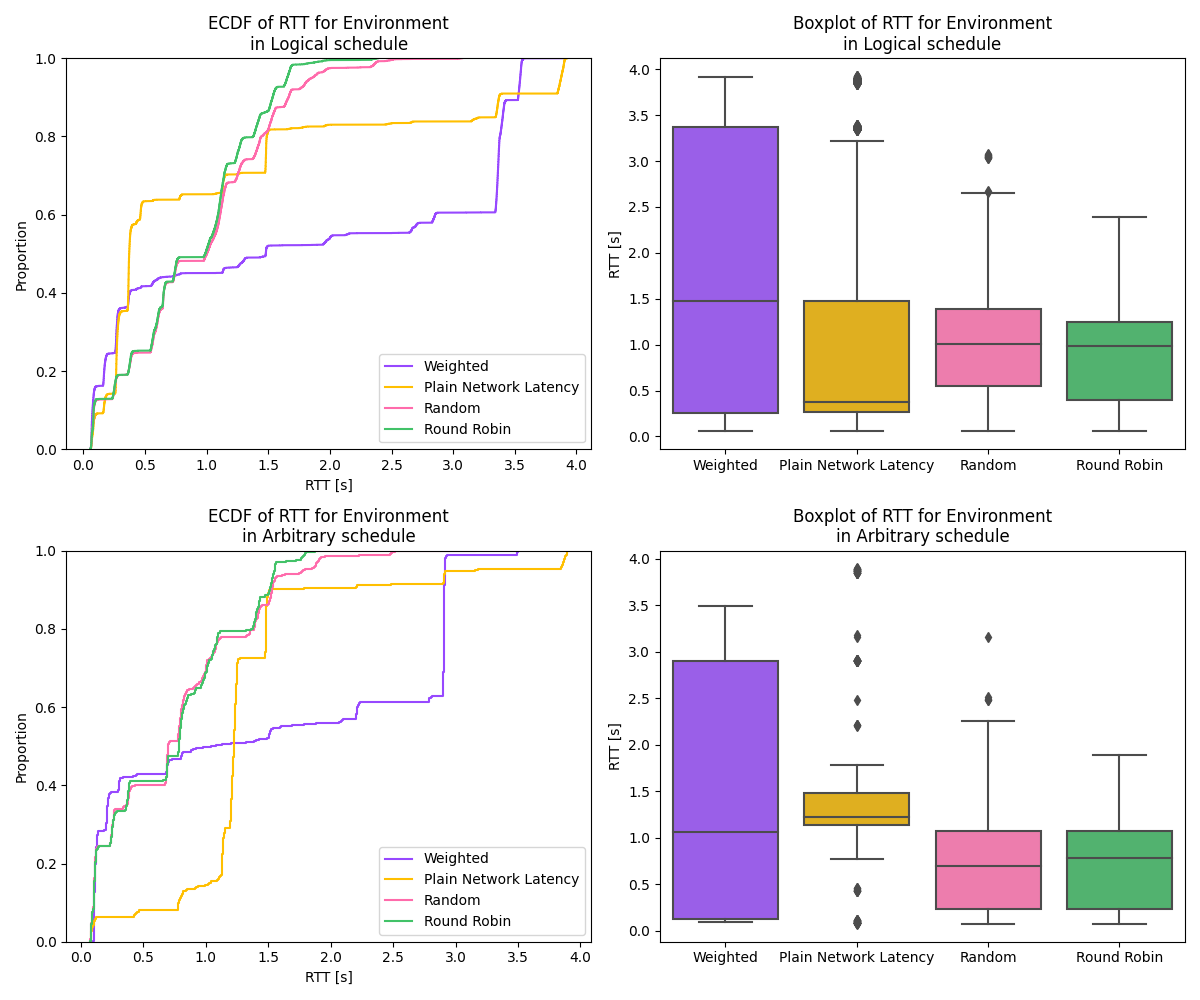 ECDF of RTT for Environment
in Logical schedule
1.0
0.8
0.6
0.4
0.2
0.0
Proportion
Weighted
Plain Network Latency
Random
Round Robin
0.0 0.5 1.0 1.5 2.0 2.5 3.0 3.5 4.0
RTT [s]
Boxplot of RTT for Environment
in Logical schedule
4.0
3.5
3.0
2.5
2.0
1.5
1.0
0.5
0.0
RTT [s]
Weighted Plain Network Latency Random Round Robin
ECDF of RTT for Environment
in Arbitrary schedule
1.0
0.8
0.6
0.4
0.2
0.0
Proportion
Weighted
Plain Network Latency
Random
Round Robin
0.0 0.5 1.0 1.5 2.0 2.5 3.0 3.5 4.0
RTT [s]
Boxplot of RTT for Environment
in Arbitrary schedule
4.0
3.5
3.0
2.5
2.0
1.5
1.0
0.5
0.0
RTT [s]
Weighted Plain Network Latency Random Round Robin